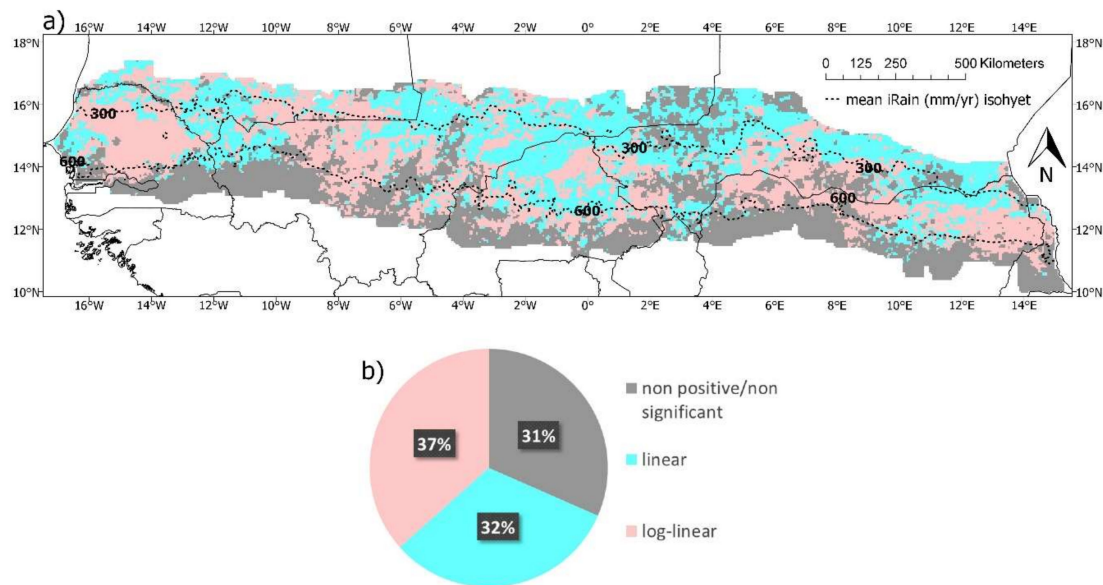 a)
16°W 14°W 12°W 10°W 8°W 6°W 4°W 2°W 0° 2°E 4°E 6°E 8°E 10°E 12°E 14°E
18°N 18°N
0 125 250 500 Kilometers
mean iRain (mm/yr) isohyet
16°N 16°N
300
300
300
N
14°N 14°N
600
600
600
12°N 12°N
10°N 10°N
16°W 14°W 12°W 10°W 8°W 6°W 4°W 2°W 0° 2°E 4°E 6°E 8°E 10°E 12°E 14°E
b)
non positive/non
significant
37%
31%
linear
32%
log-linear